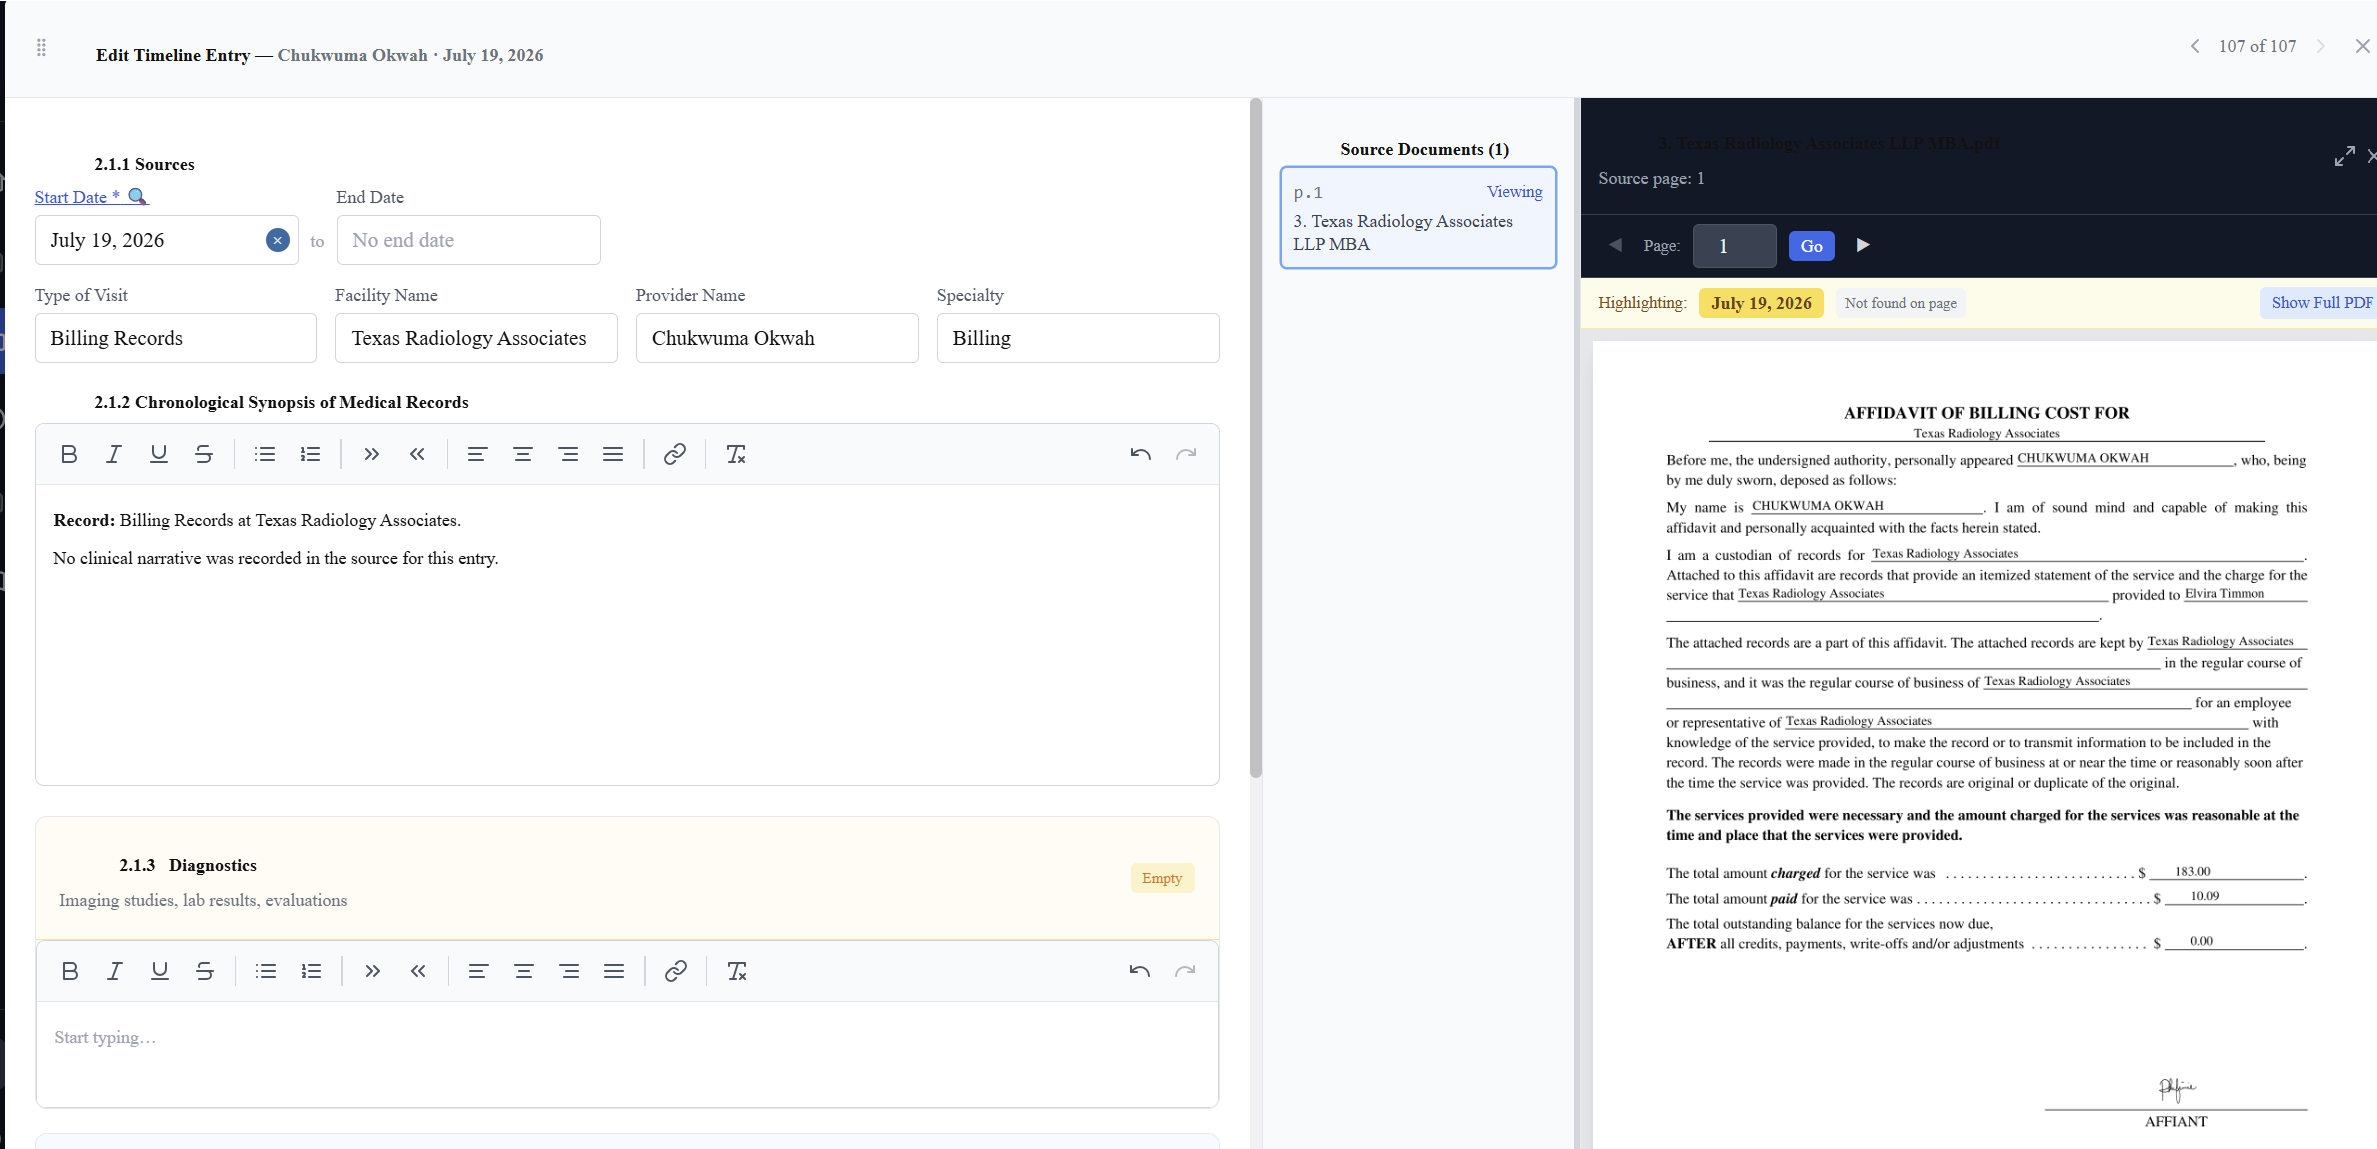 Edit Timeline Entry — Chukwuma Okwah · July 19, 2026
107 of 107
2.1.1 Sources
Start Date *
End Date
July 19, 2026
to
No end date
Type of Visit
Facility Name
Provider Name
Specialty
Billing Records
Texas Radiology Associates
Chukwuma Okwah
Billing
2.1.2 Chronological Synopsis of Medical Records
Record: Billing Records at Texas Radiology Associates.
No clinical narrative was recorded in the source for this entry.
2.1.3 Diagnostics
Imaging studies, lab results, evaluations
Empty
Start typing…
Source Documents (1)
p.1
Viewing
3. Texas Radiology Associates
LLP MBA
3. Texas Radiology Associates LLP MBA.pdf
Source page: 1
Page:
1
Go
Highlighting:
July 19, 2026
Not found on page
Show Full PDF
AFFIDAVIT OF BILLING COST FOR
Texas Radiology Associates
Before me, the undersigned authority, personally appeared CHUKWUMA OKWAH, who, being
by me duly sworn, deposed as follows:
My name is CHUKWUMA OKWAH. I am of sound mind and capable of making this
affidavit and personally acquainted with the facts herein stated.
I am a custodian of records for Texas Radiology Associates.
Attached to this affidavit are records that provide an itemized statement of the service and the charge for the
service that Texas Radiology Associates provided to Elvira Timmon
.
The attached records are a part of this affidavit. The attached records are kept by Texas Radiology Associates
in the regular course of
business, and it was the regular course of business of Texas Radiology Associates
for an employee
or representative of Texas Radiology Associates with
knowledge of the service provided, to make the record or to transmit information to be included in the
record. The records were made in the regular course of business at or near the time or reasonably soon after
the time the service was provided. The records are original or duplicate of the original.
The services provided were necessary and the amount charged for the services was reasonable at the
time and place that the services were provided.
The total amount charged for the service was ......................... $ 183.00.
The total amount paid for the service was ............................... $ 10.09.
The total outstanding balance for the services now due,
AFTER all credits, payments, write-offs and/or adjustments ................ $ 0.00.
AFFIANT